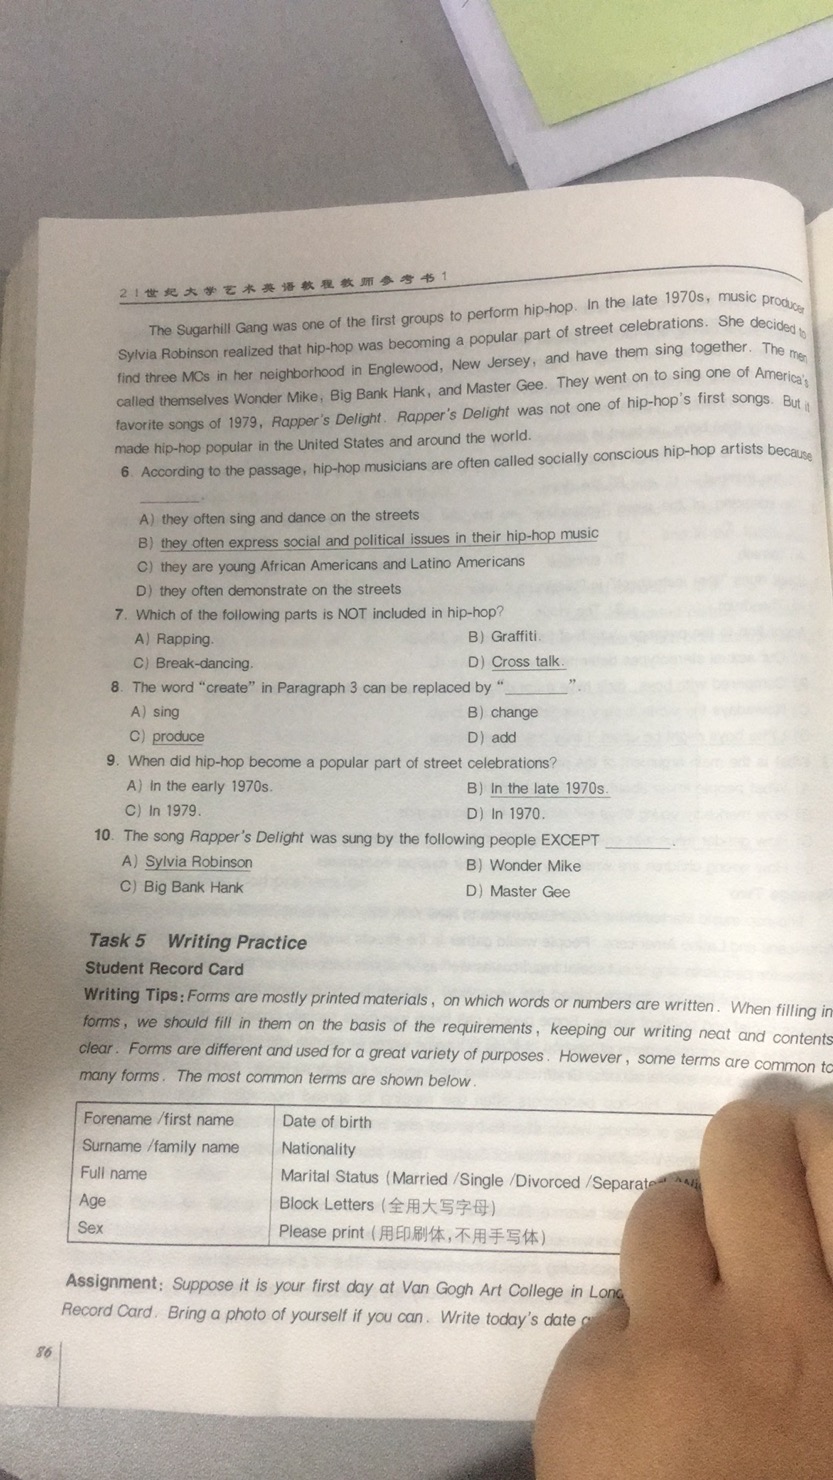 21世纪大学艺术英语教程教师参考书1
The Sugarhill Gang was one of the first groups to perform hip-hop. In the late 1970s, music producer
Sylvia Robinson realized that hip-hop was becoming a popular part of street celebrations. She decided to
find three MCs in her neighborhood in Englewood, New Jersey, and have them sing together. The men
called themselves Wonder Mike, Big Bank Hank, and Master Gee. They went on to sing one of America's
favorite songs of 1979, Rapper's Delight. Rapper's Delight was not one of hip-hop's first songs. But it
made hip-hop popular in the United States and around the world.
6. According to the passage, hip-hop musicians are often called socially conscious hip-hop artists because
________.
A) they often sing and dance on the streets
B) they often express social and political issues in their hip-hop music
C) they are young African Americans and Latino Americans
D) they often demonstrate on the streets
7. Which of the following parts is NOT included in hip-hop?
A) Rapping. B) Graffiti.
C) Break-dancing. D) Cross talk.
8. The word “create” in Paragraph 3 can be replaced by “________”.
A) sing B) change
C) produce D) add
9. When did hip-hop become a popular part of street celebrations?
A) In the early 1970s. B) In the late 1970s.
C) In 1979. D) In 1970.
10. The song Rapper's Delight was sung by the following people EXCEPT ________.
A) Sylvia Robinson B) Wonder Mike
C) Big Bank Hank D) Master Gee
Task 5 Writing Practice
Student Record Card
Writing Tips: Forms are mostly printed materials, on which words or numbers are written. When filling in
forms, we should fill in them on the basis of the requirements, keeping our writing neat and contents
clear. Forms are different and used for a great variety of purposes. However, some terms are common to
many forms. The most common terms are shown below.
Forename /first name Date of birth
Surname /family name Nationality
Full name Marital Status (Married /Single /Divorced
Age Block Letters (全用大写字母)
Sex Please print (用印刷体,不用手写体)
Assignment: Suppose it is your first day at Van Gogh Art College in
Record Card. Bring a photo of yourself if you can. Write today's date
86